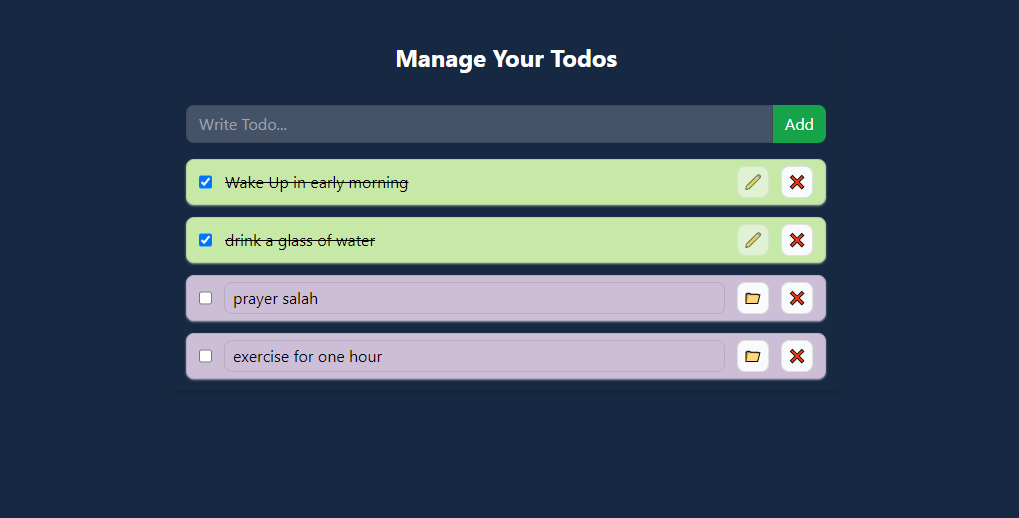 Manage Your Todos
Write Todo...
Add
Wake Up in early morning
drink a glass of water
prayer salah
exercise for one hour